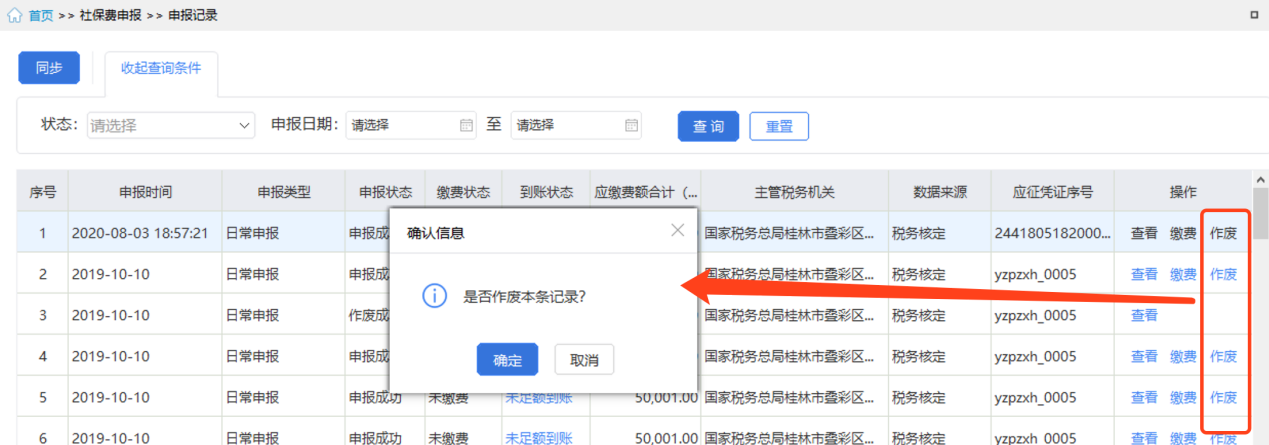 首页 >> 社保费申报 >> 申报记录
同步 收起查询条件
状态： 请选择 申报日期： 请选择 至 请选择 查询 重置
序号 申报时间 申报类型 申报状态 缴费状态 到账状态 应缴费额合计（... 主管税务机关 数据来源 应征凭证序号 操作
1 2020-08-03 18:57:21 日常申报 申报成 国家税务总局桂林市叠彩区... 税务核定 2441805182000... 查看 缴费 作废
2 2019-10-10 日常申报 申报成 国家税务总局桂林市叠彩区... 税务核定 yzpzxh_0005 查看 缴费 作废
3 2019-10-10 日常申报 作废成 国家税务总局桂林市叠彩区... 税务核定 yzpzxh_0005 查看
4 2019-10-10 日常申报 申报成 国家税务总局桂林市叠彩区... 税务核定 yzpzxh_0005 查看 缴费 作废
5 2019-10-10 日常申报 申报成功 未缴费 未足额到账 50,001.00 国家税务总局桂林市叠彩区... 税务核定 yzpzxh_0005 查看 缴费 作废
6 2019-10-10 日常申报 申报成功 未缴费 未足额到账 50,001.00 国家税务总局桂林市叠彩区... 税务核定 yzpzxh_0005 查看 缴费 作废
确认信息
是否作废本条记录?
确定 取消